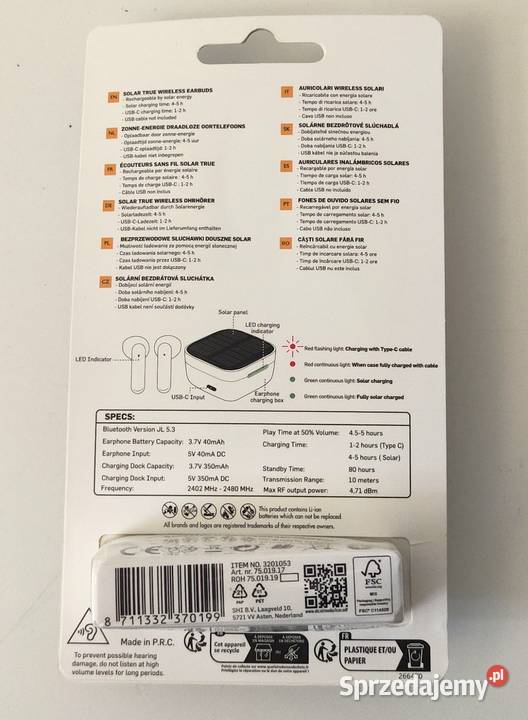 EN
SOLAR TRUE WIRELESS EARBUDS
- Rechargeable by solar energy
- Solar charging time: 4-5 h
- USB-C charging time: 1-2 h
- USB cable not included
NL
ZONNE-ENERGIE DRAADLOZE OORTELEFOONS
- Oplaadbaar door zonne-energie
- Oplaadtijd zonne-energie: 4-5 uur
- USB-C oplaadtijd: 1-2 h
- USB-kabel niet inbegrepen
FR
ÉCOUTEURS SANS FIL SOLAR TRUE
- Rechargeable par énergie solaire
- Temps de charge solaire : 4-5 h
- Temps de charge USB-C : 1-2 h
- Câble USB non inclus
DE
SOLAR TRUE WIRELESS OHRHÖRER
- Wiederaufladbar durch Solarenergie
- Solarladezeit: 4-5 h
- USB-C-Ladezeit: 1-2 h
- USB-Kabel nicht im Lieferumfang enthalten
PL
BEZPRZEWODOWE SŁUCHAWKI DOUSZNE SOLAR
- Możliwość ładowania za pomocą energii słonecznej
- Czas ładowania słonarnego: 4-5 h
- Czas ładowania przez USB-C: 1-2 h
- Kabel USB nie jest dołączony
CZ
SOLÁRNÍ BEZDRÁTOVÁ SLUCHÁTKA
- Dobíjecí solární energií
- Doba solárního nabíjení: 4-5 h
- Doba nabíjení USB-C: 1-2 h
- USB kabel není součástí dodávky
IT
AURICOLARI WIRELESS SOLARI
- Ricaricabile con energia solare
- Tempo di ricarica solare: 4-5 h
- Tempo di ricarica USB-C: 1-2 ore
- Cavo USB non incluso
SK
SOLÁRNE BEZDRÔTOVÉ SLÚCHADLÁ
- Dobíjateľné slnečnou energiou
- Doba solárneho nabíjania: 4-5 h
- Doba nabíjania USB-C: 1-2 h
- USB kábel nie je súčasťou balenia
ES
AURICULARES INALÁMBRICOS SOLARES
- Recargable por energía solar
- Tiempo de carga solar: 4-5 h
- Tiempo de carga USB-C: 1-2 h
- Cable USB no incluido
PT
FONES DE OUVIDO SOLARES SEM FIO
- Recarregável por energia solar
- Tempo de carregamento solar: 4-5 h
- Tempo de carregamento USB-C: 1-2 h
- Cabo USB não incluso
RO
CĂȘTI SOLARE FĂRĂ FIR
- Reîncărcabil cu energie solară
- Timp de încarcare solară: 4-5 ore
- Timp de încărcare USB-C: 1-2 ore
- Cablul USB nu este inclus
Solar panel
LED charging
indicator
LED Indicator
USB-C Input
Earphone
charging box
Red flashing light: Charging with Type-C cable
Red continuous light: When case fully charged with cable
Green continuous light: Solar charging
Green continuous light: Fully solar charged
SPECS:
Bluetooth Version JL 5.3
Earphone Battery Capacity: 3.7V 40mAh
Earphone Input: 5V 40mA DC
Charging Dock Capacity: 3.7V 350mAh
Charging Dock Input: 5V 350mA DC
Frequency: 2402 MHz - 2480 MHz
Play Time at 50% Volume: 4.5-5 hours
Charging Time: 1-2 hours (Type C)
4-5 hours ( Solar)
Standby Time: 80 hours
Transmission Range: 10 meters
Max RF output power: 4,71 dBm
This product contains Li-ion
batteries which can not be replaced
All brands and logos are registered trademarks of their respective owners.
8 711332 370199
ITEM NO. 3201053
Art. nr. 75.019.17
ROH 75.019.19
PAP
PET
SHI B.V., Laagveld 10,
5721 VV Asten, Nederland
FSC
MIX
Made in P.R.C.
To prevent possible hearing
damage, do not listen at high
volume levels for long periods.
FR
Cet appareil
se recycle.
À DÉPOSER
EN MAGASIN
À DÉPOSER
EN DÉCHÈTERIE
FR
PLASTIQUE ET/OU
PAPIER
Sprzedajemy.pl